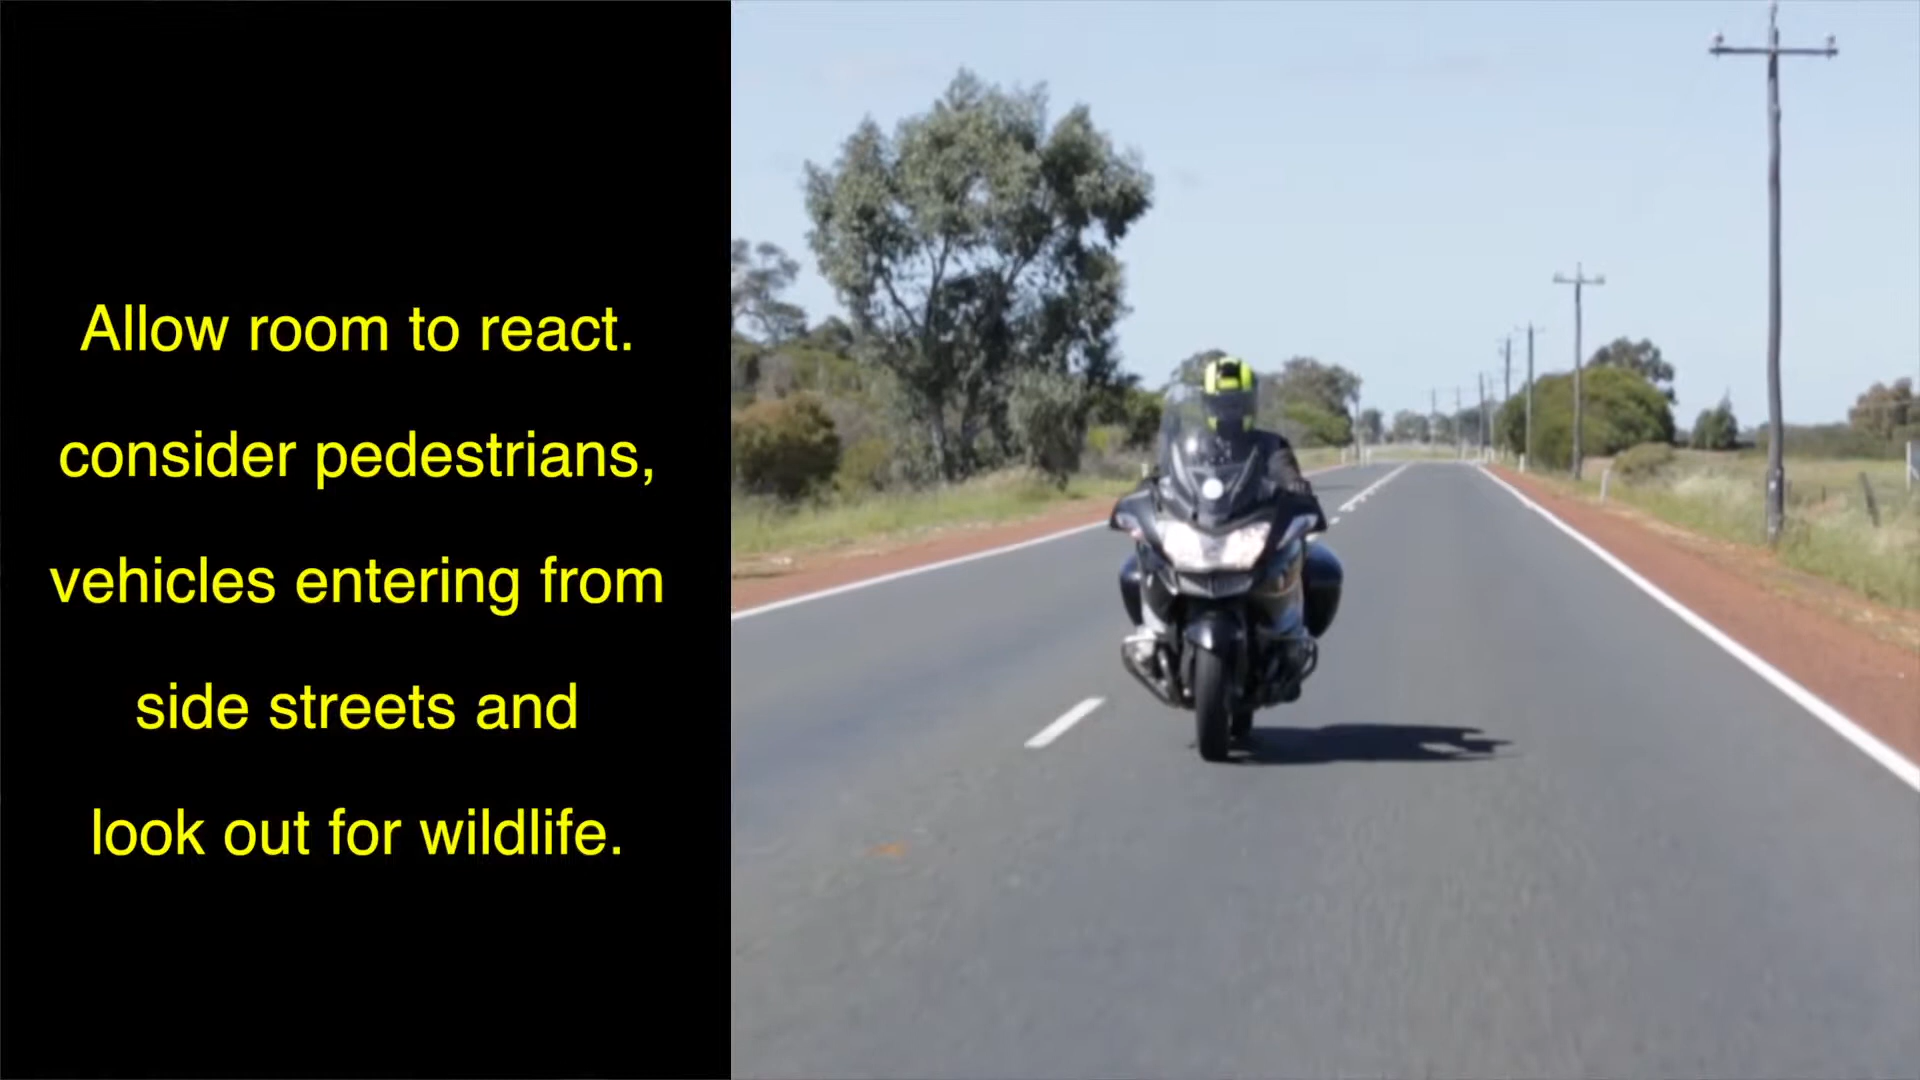 Allow room to react.
consider pedestrians,
vehicles entering from
side streets and
look out for wildlife.